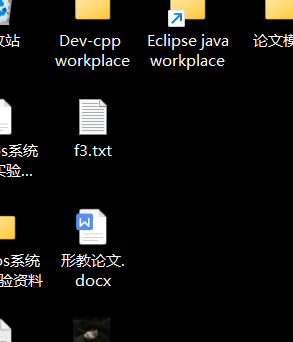 收站
Dev-cpp
workplace
Eclipse java
workplace
论文模
os系统
实验...
f3.txt
os系统
验资料
形教论文.
docx